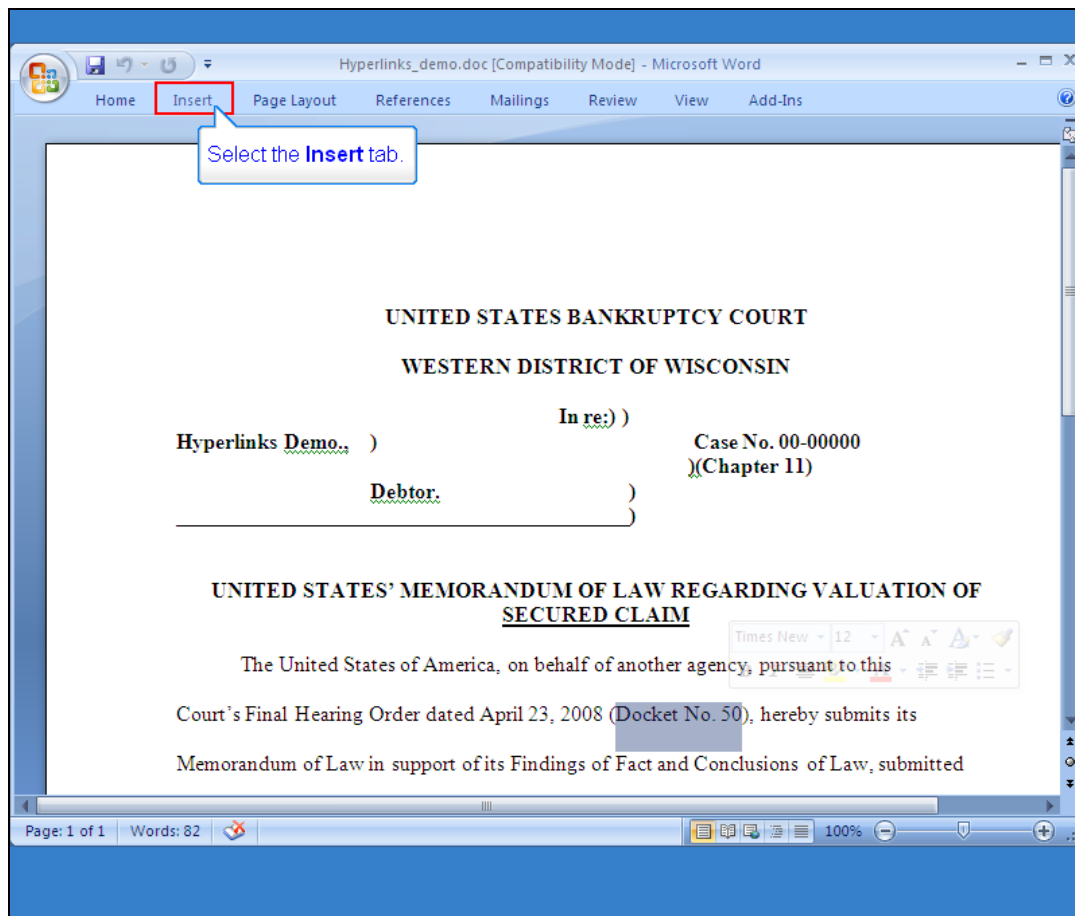 Hyperlinks_demo.doc [Compatibility Mode] - Microsoft Word
Home Insert Page Layout References Mailings Review View Add-Ins
Select the Insert tab.
UNITED STATES BANKRUPTCY COURT
WESTERN DISTRICT OF WISCONSIN
In re:) )
Hyperlinks Demo., ) Case No. 00-00000
)(Chapter 11)
Debtor. )
)
UNITED STATES’ MEMORANDUM OF LAW REGARDING VALUATION OF
SECURED CLAIM
Times New 12
The United States of America, on behalf of another agency, pursuant to this
Court’s Final Hearing Order dated April 23, 2008 (Docket No. 50), hereby submits its
Memorandum of Law in support of its Findings of Fact and Conclusions of Law, submitted
Page: 1 of 1 Words: 82 100%